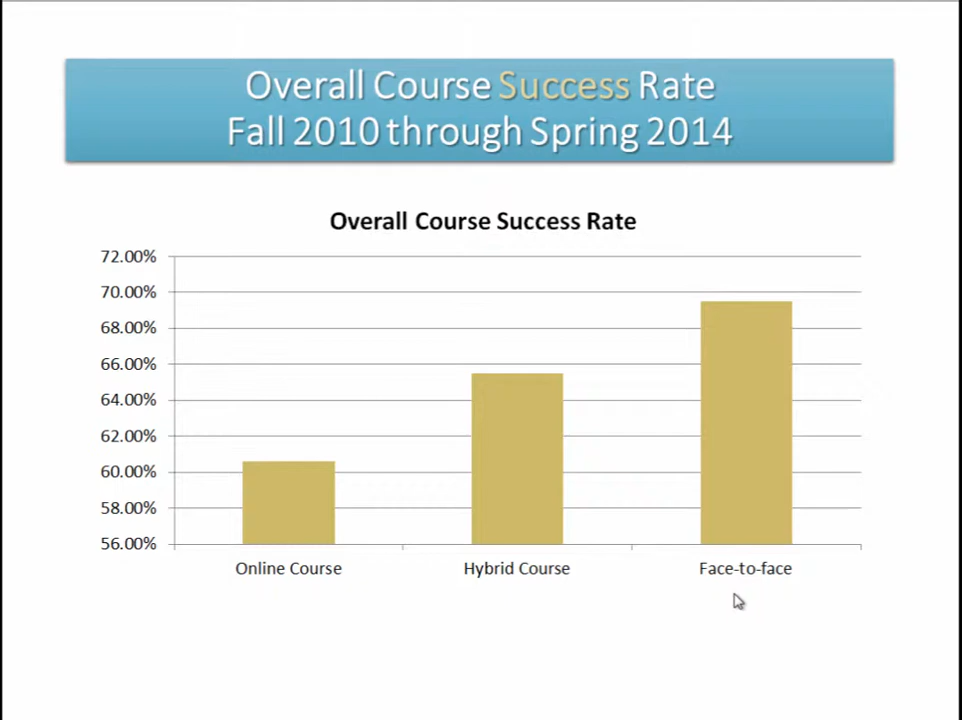 Overall Course Success Rate
Fall 2010 through Spring 2014
Overall Course Success Rate
72.00%
70.00%
68.00%
66.00%
64.00%
62.00%
60.00%
58.00%
56.00%
Online Course
Hybrid Course
Face-to-face